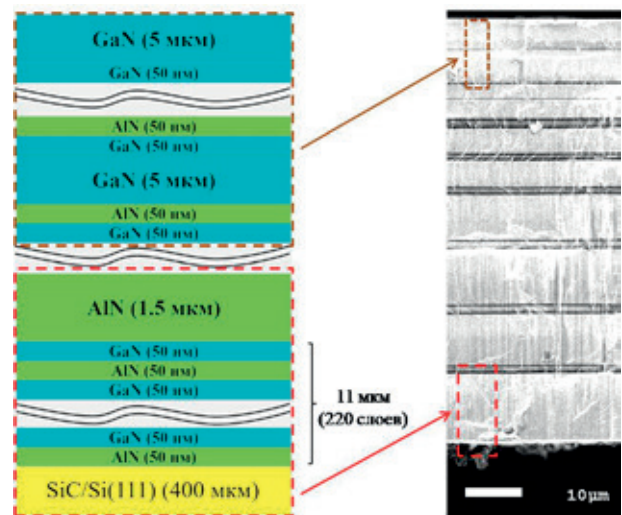 GaN (5 мкм)
GaN (50 нм)
AlN (50 нм)
GaN (50 нм)
GaN (5 мкм)
AlN (50 нм)
GaN (50 нм)
AlN (1.5 мкм)
GaN (50 нм)
AlN (50 нм)
GaN (50 нм)
GaN (50 нм)
AlN (50 нм)
SiC/Si(111) (400 мкм)
11 мкм
(220 слоев)
10μm